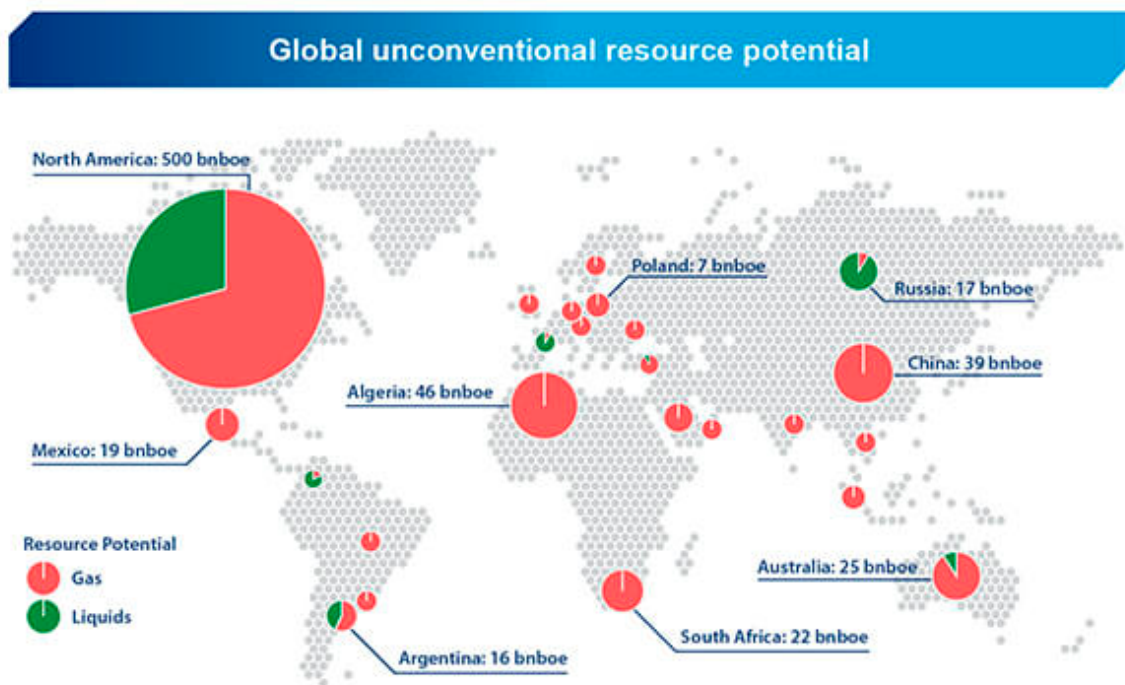 Global unconventional resource potential
North America: 500 bnboe
Poland: 7 bnboe
Russia: 17 bnboe
China: 39 bnboe
Algeria: 46 bnboe
Mexico: 19 bnboe
Resource Potential
Gas
Liquids
Australia: 25 bnboe
South Africa: 22 bnboe
Argentina: 16 bnboe